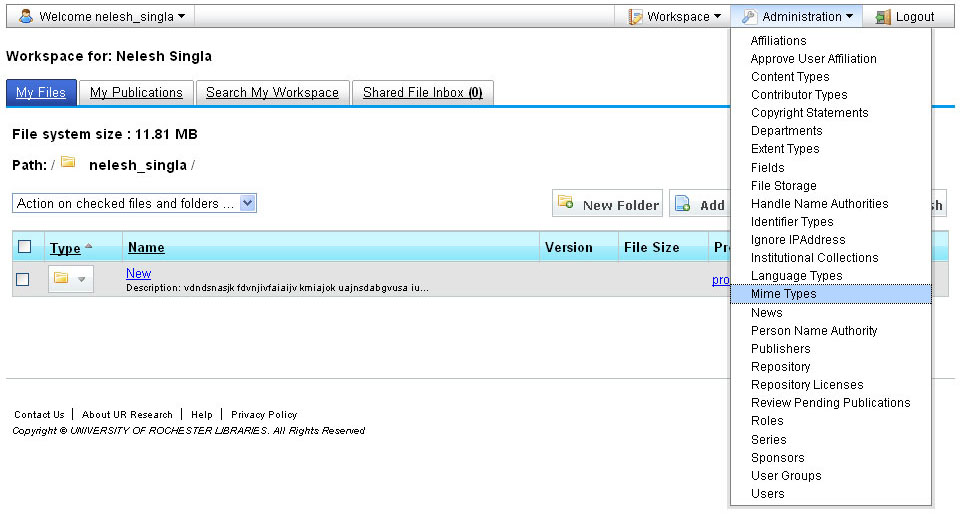 Welcome nelesh_singla
Workspace
Administration
Logout
Workspace for: Nelesh Singla
My Files
My Publications
Search My Workspace
Shared File Inbox (0)
File system size : 11.81 MB
Path: / nelesh_singla /
Action on checked files and folders ...
New Folder
Add
sh
Type
Name
Version
File Size
Pr
New
Description: vdndsnasjk fdvnjivfaiaijv kmiajok uajnsdabgvusa iu...
pro
Affiliations
Approve User Affiliation
Content Types
Contributor Types
Copyright Statements
Departments
Extent Types
Fields
File Storage
Handle Name Authorities
Identifier Types
Ignore IPAddress
Institutional Collections
Language Types
Mime Types
News
Person Name Authority
Publishers
Repository
Repository Licenses
Review Pending Publications
Roles
Series
Sponsors
User Groups
Users
Contact Us | About UR Research | Help | Privacy Policy
Copyright © UNIVERSITY OF ROCHESTER LIBRARIES. All Rights Reserved